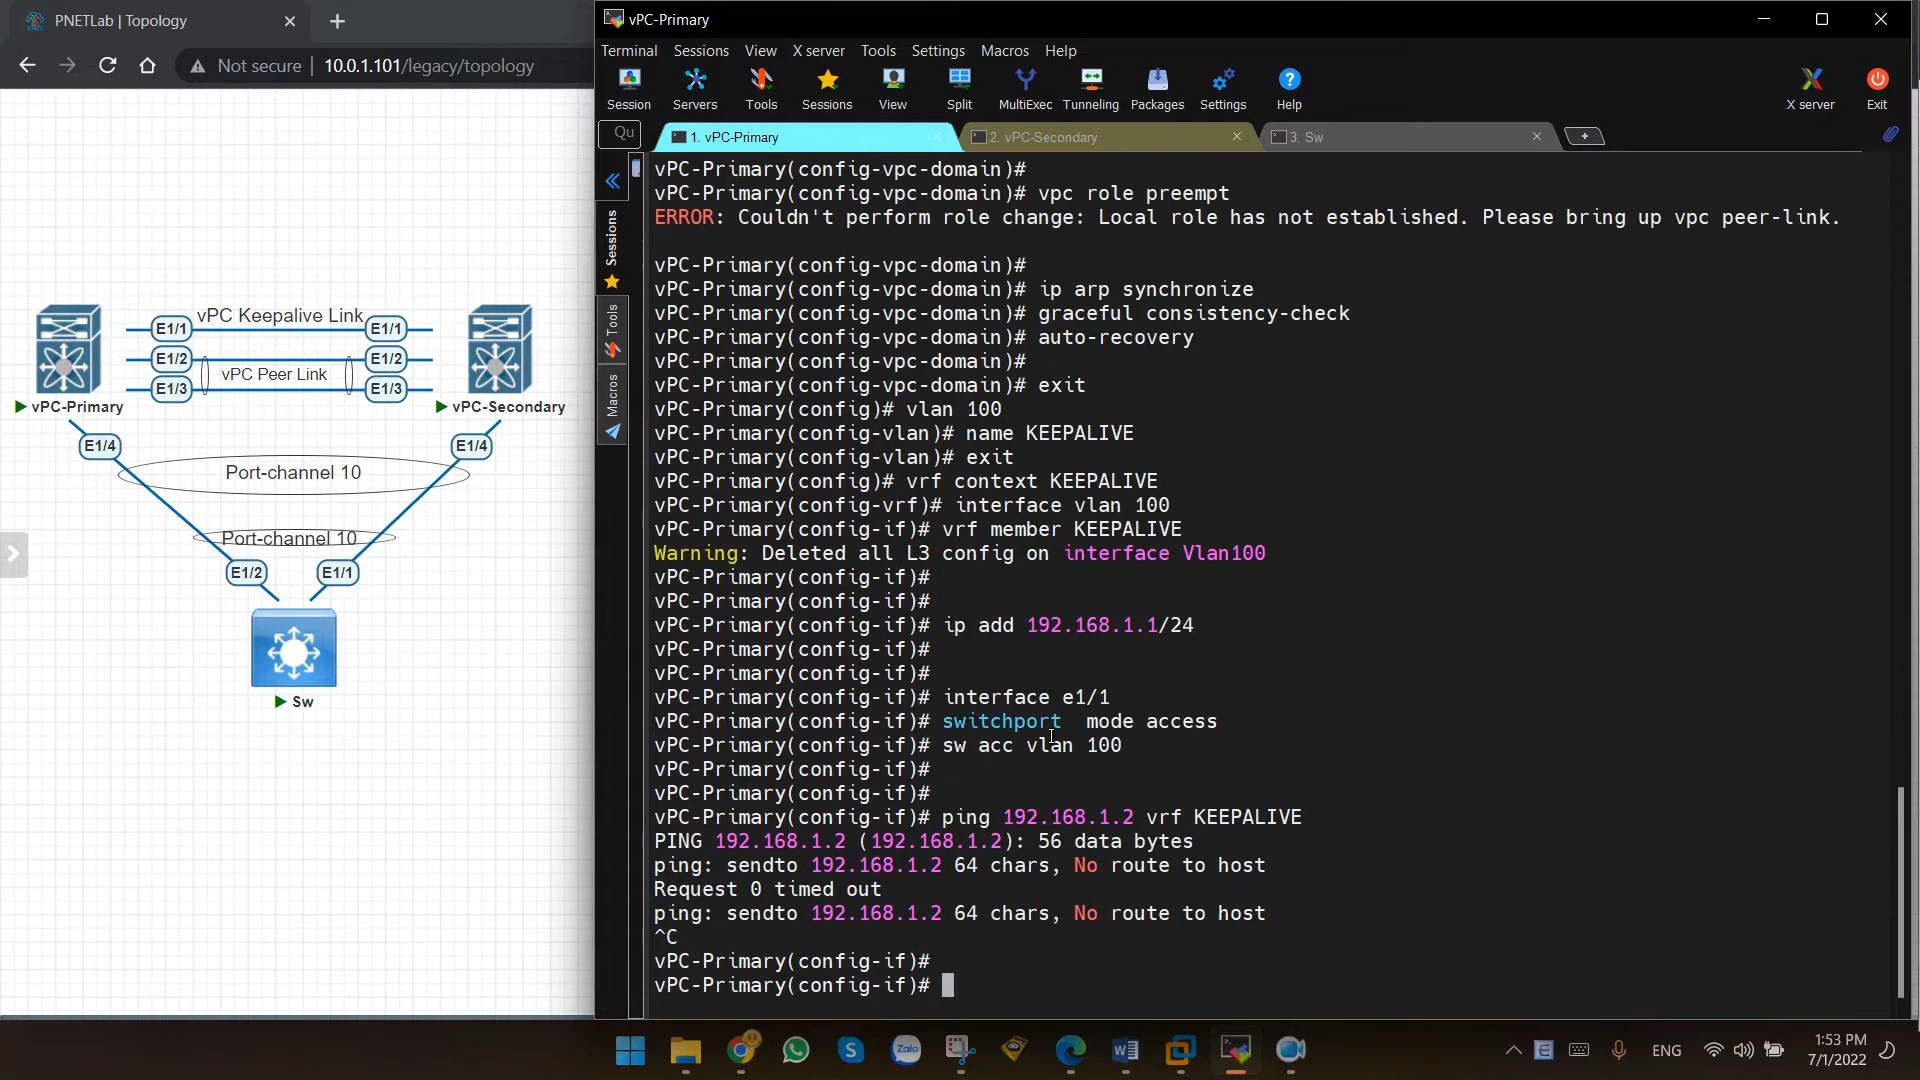 PNETLab | Topology
Not secure
10.0.1.101/legacy/topology
vPC Keepalive Link
E1/1
E1/1
E1/2
E1/2
vPC Peer Link
E1/3
E1/3
vPC-Primary
vPC-Secondary
E1/4
E1/4
Port-channel 10
Port-channel 10
E1/2
E1/1
Sw
vPC-Primary
Terminal Sessions View X server Tools Settings Macros Help
Session Servers Tools Sessions View Split MultiExec Tunneling Packages Settings Help X server Exit
Qu
1. vPC-Primary
2. vPC-Secondary
3. Sw
Sessions
Tools
Macros
vPC-Primary(config-vpc-domain)#
vPC-Primary(config-vpc-domain)# vpc role preempt
ERROR: Couldn't perform role change: Local role has not established. Please bring up vpc peer-link.
vPC-Primary(config-vpc-domain)#
vPC-Primary(config-vpc-domain)# ip arp synchronize
vPC-Primary(config-vpc-domain)# graceful consistency-check
vPC-Primary(config-vpc-domain)# auto-recovery
vPC-Primary(config-vpc-domain)#
vPC-Primary(config-vpc-domain)# exit
vPC-Primary(config)# vlan 100
vPC-Primary(config-vlan)# name KEEPALIVE
vPC-Primary(config-vlan)# exit
vPC-Primary(config)# vrf context KEEPALIVE
vPC-Primary(config-vrf)# interface vlan 100
vPC-Primary(config-if)# vrf member KEEPALIVE
Warning: Deleted all L3 config on interface Vlan100
vPC-Primary(config-if)#
vPC-Primary(config-if)#
vPC-Primary(config-if)# ip add 192.168.1.1/24
vPC-Primary(config-if)#
vPC-Primary(config-if)#
vPC-Primary(config-if)# interface e1/1
vPC-Primary(config-if)# switchport  mode access
vPC-Primary(config-if)# sw acc vlan 100
vPC-Primary(config-if)#
vPC-Primary(config-if)#
vPC-Primary(config-if)# ping 192.168.1.2 vrf KEEPALIVE
PING 192.168.1.2 (192.168.1.2): 56 data bytes
ping: sendto 192.168.1.2 64 chars, No route to host
Request 0 timed out
ping: sendto 192.168.1.2 64 chars, No route to host
^C
vPC-Primary(config-if)#
vPC-Primary(config-if)#
Zalo
ENG
1:53 PM
7/1/2022